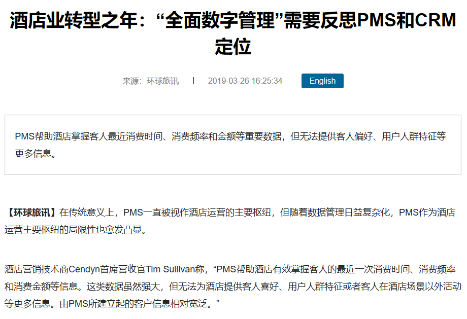 酒店业转型之年：“全面数字管理”需要反思PMS和CRM
定位
来源：环球旅讯 | 2019-03-26 16:25:34 English
PMS帮助酒店掌握客人最近消费时间、消费频率和金额等重要数据，但无法提供客人偏好、用户人群特征等
更多信息。
【环球旅讯】在传统意义上，PMS一直被视作酒店运营的主要枢纽，但随着数据管理日益复杂化，PMS作为酒店
运营主要枢纽的局限性也愈发凸显。
酒店营销技术商Cendyn首席营收官Tim Sullivan称，“PMS帮助酒店有效掌握客人的最近一次消费时间、消费频率
和消费金额等信息。这类数据虽然强大，但无法为酒店提供客人喜好、用户人群特征或者客人在酒店场景以外活动
等更多信息。由PMS所建立起的客户信息相对宽泛。”